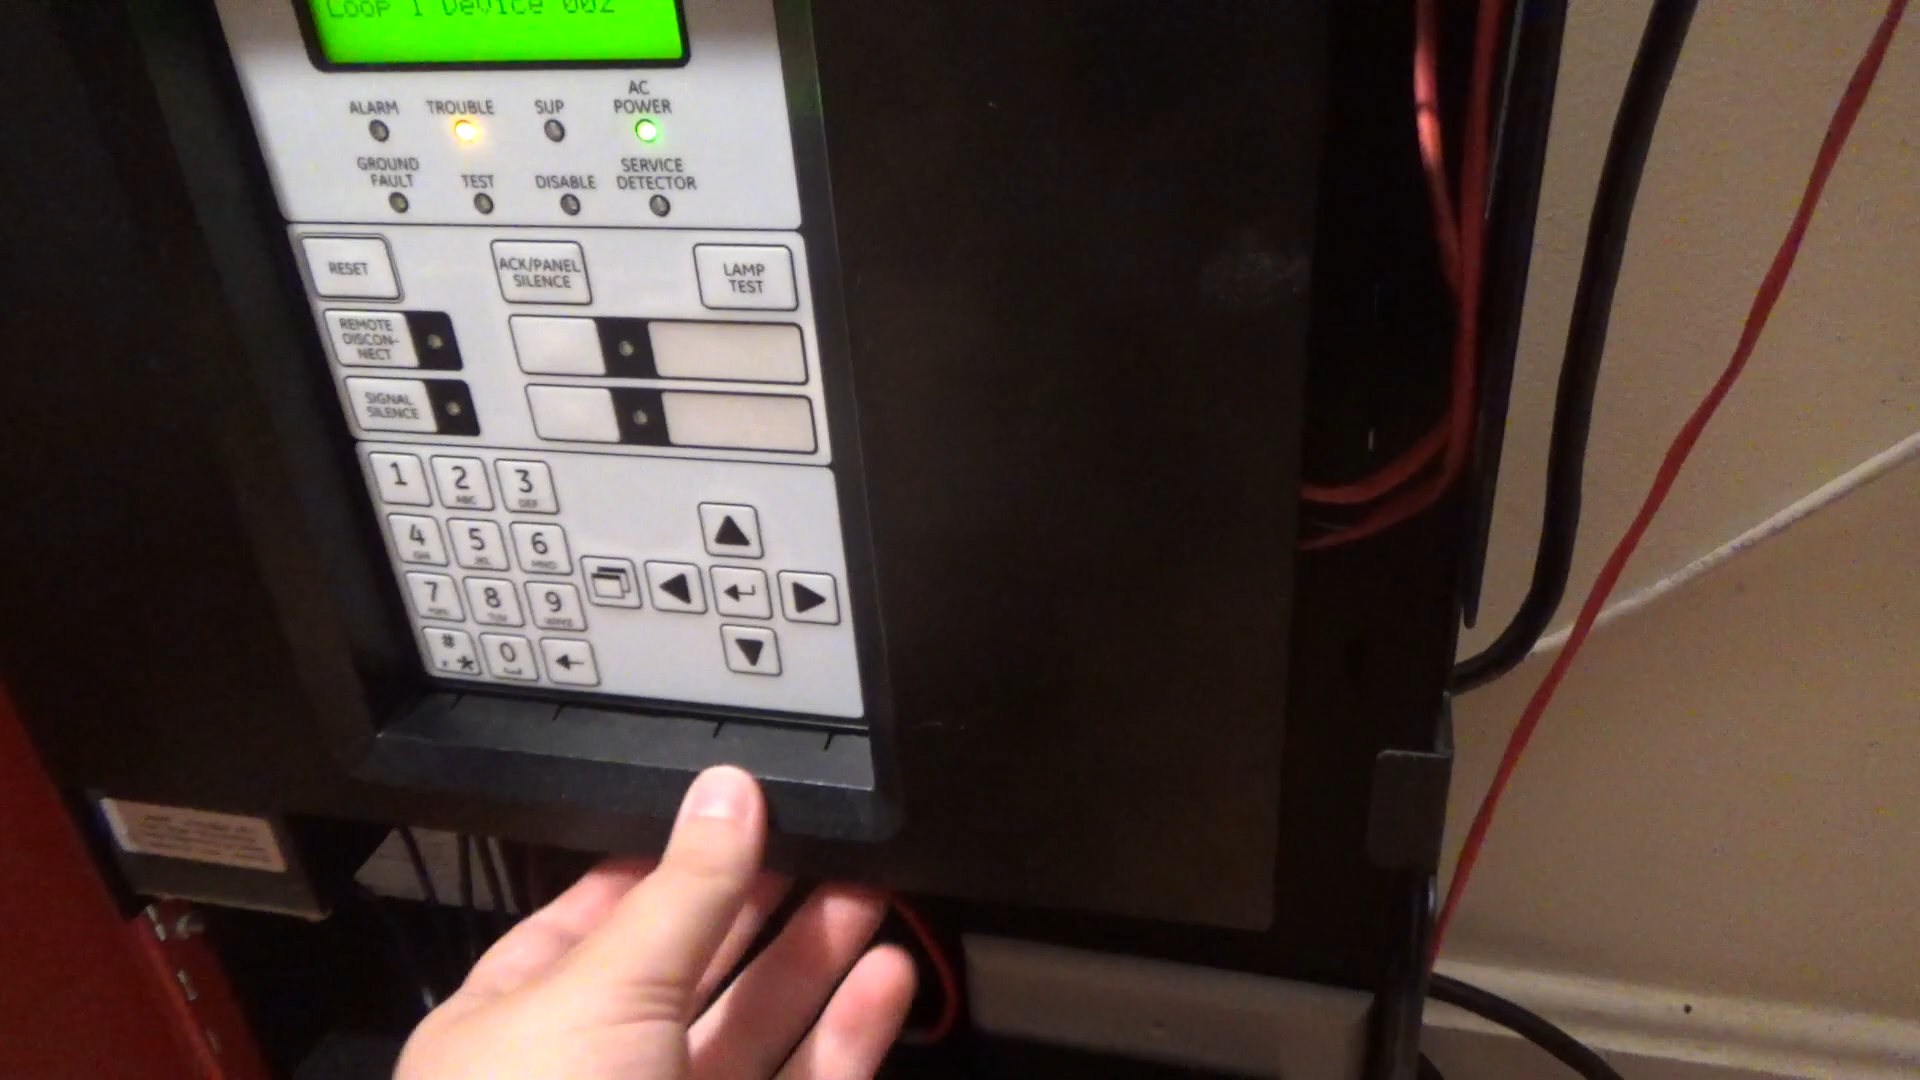 Loop 1 Device 002
ALARM
TROUBLE
SUP
AC
POWER
GROUND
FAULT
TEST
DISABLE
SERVICE
DETECTOR
RESET
ACK/PANEL
SILENCE
LAMP
TEST
REMOTE
DISCON-
NECT
SIGNAL
SILENCE
1
2
ABC
3
DEF
4
GHI
5
JKL
6
MNO
7
8
TUV
9
WXYZ
#
, *
0